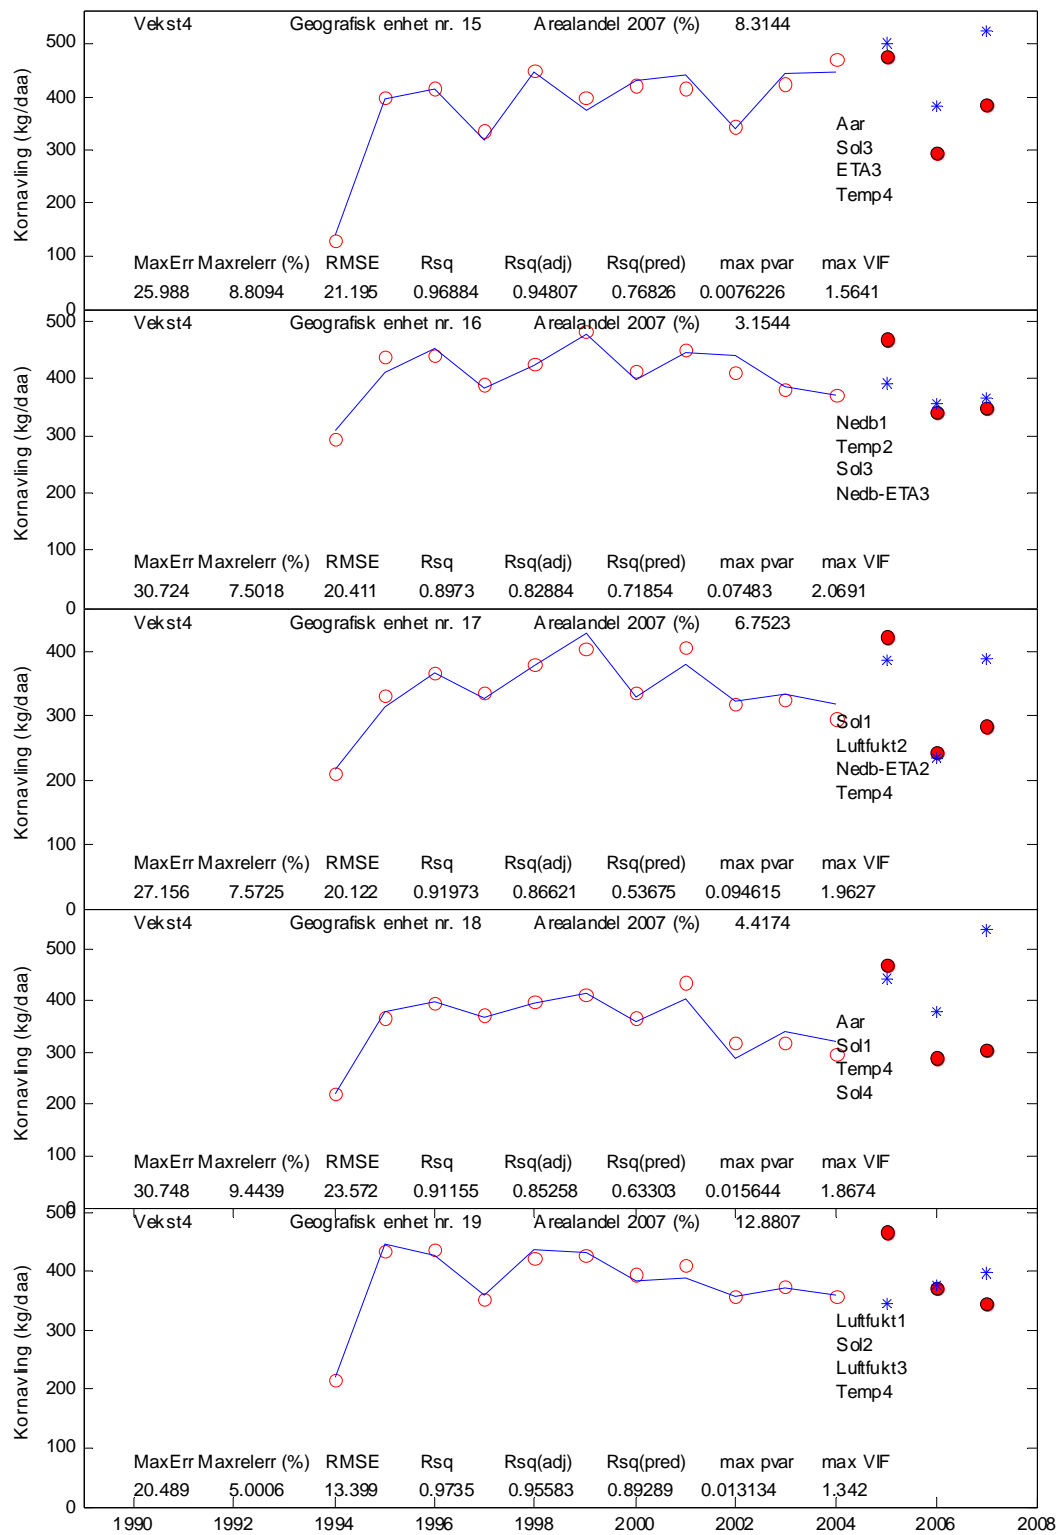 Vekst4 Geografisk enhet nr. 15 Arealandel 2007 (%) 8.3144
500
400
300
200
100
0
Kornavling (kg/daa)
Aar
Sol3
ETA3
Temp4
MaxErr Maxrelerr (%) RMSE Rsq Rsq(adj) Rsq(pred) max pvar max VIF
25.988 8.8094 21.195 0.96884 0.94807 0.76826 0.0076226 1.5641
Vekst4 Geografisk enhet nr. 16 Arealandel 2007 (%) 3.1544
500
400
300
200
100
0
Kornavling (kg/daa)
Nedb1
Temp2
Sol3
Nedb-ETA3
MaxErr Maxrelerr (%) RMSE Rsq Rsq(adj) Rsq(pred) max pvar max VIF
30.724 7.5018 20.411 0.8973 0.82884 0.71854 0.07483 2.0691
Vekst4 Geografisk enhet nr. 17 Arealandel 2007 (%) 6.7523
400
300
200
100
0
Kornavling (kg/daa)
Sol1
Luftfukt2
Nedb-ETA2
Temp4
MaxErr Maxrelerr (%) RMSE Rsq Rsq(adj) Rsq(pred) max pvar max VIF
27.156 7.5725 20.122 0.91973 0.86621 0.53675 0.094615 1.9627
Vekst4 Geografisk enhet nr. 18 Arealandel 2007 (%) 4.4174
500
400
300
200
100
0
Kornavling (kg/daa)
Aar
Sol1
Temp4
Sol4
MaxErr Maxrelerr (%) RMSE Rsq Rsq(adj) Rsq(pred) max pvar max VIF
30.748 9.4439 23.572 0.91155 0.85258 0.63303 0.015644 1.8674
Vekst4 Geografisk enhet nr. 19 Arealandel 2007 (%) 12.8807
500
400
300
200
100
0
Kornavling (kg/daa)
Luftfukt1
Sol2
Luftfukt3
Temp4
MaxErr Maxrelerr (%) RMSE Rsq Rsq(adj) Rsq(pred) max pvar max VIF
20.489 5.0006 13.399 0.9735 0.95583 0.89289 0.013134 1.342
1990 1992 1994 1996 1998 2000 2002 2004 2006 2008